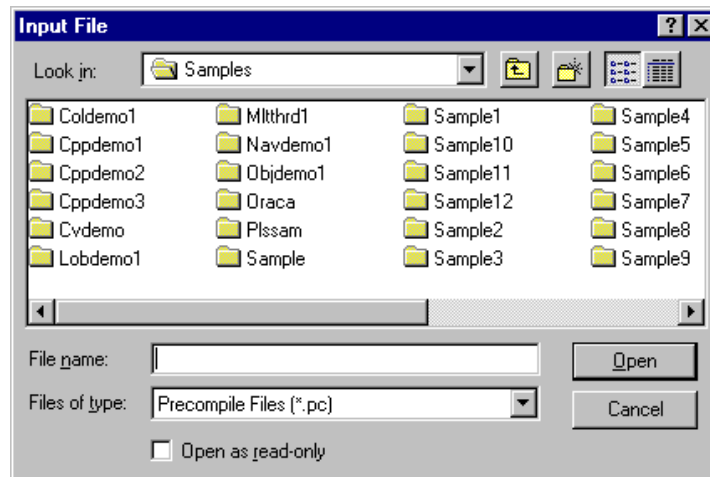 Input File
Look in: Samples
Coldemo1 Mltthrd1 Sample1 Sample4
Cppdemo1 Navdemo1 Sample10 Sample5
Cppdemo2 Objdemo1 Sample11 Sample6
Cppdemo3 Oraca Sample12 Sample7
Cvdemo Plssam Sample2 Sample8
Lobdemo1 Sample Sample3 Sample9
File name: Open
Files of type: Precompile Files (*.pc) Cancel
Open as read-only